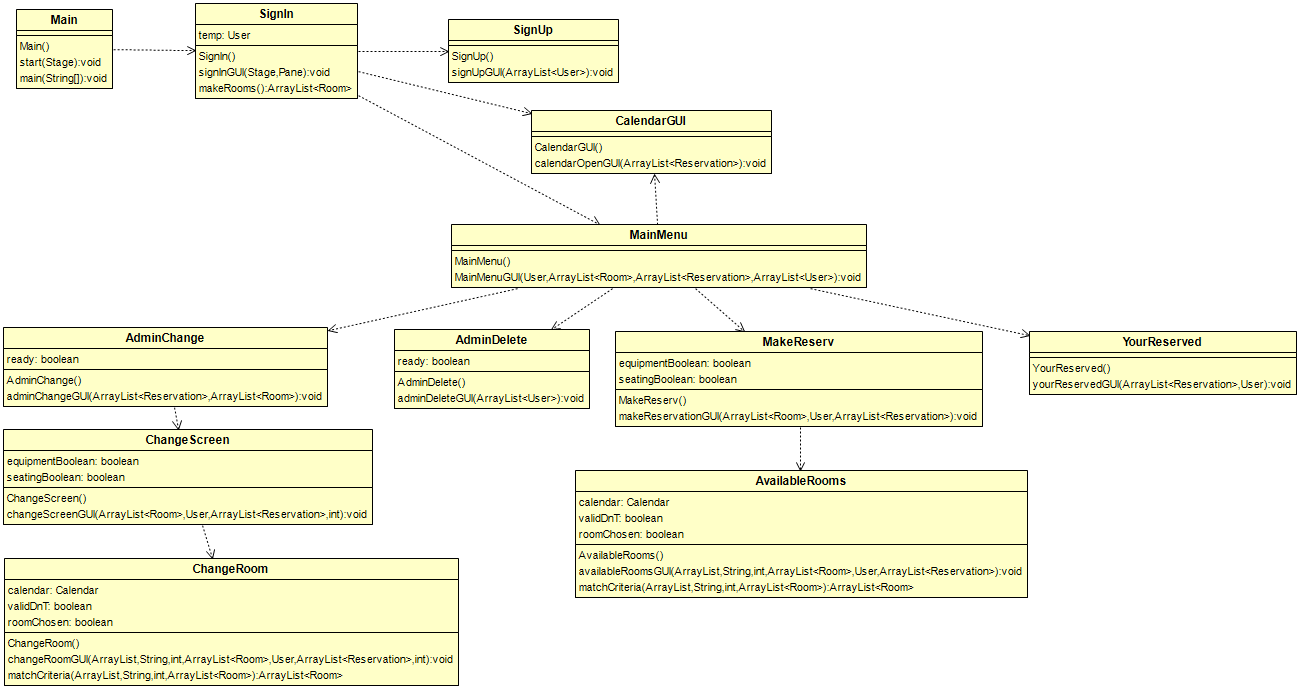 Main
Main()
start(Stage):void
main(String[]):void
SignIn
temp: User
SignIn()
signInGUI(Stage,Pane):void
makeRooms():ArrayList<Room>
SignUp
SignUp()
signUpGUI(ArrayList<User>):void
CalendarGUI
CalendarGUI()
calendarOpenGUI(ArrayList<Reservation>):void
MainMenu
MainMenu()
MainMenuGUI(User,ArrayList<Room>,ArrayList<Reservation>,ArrayList<User>):void
AdminChange
ready: boolean
AdminChange()
adminChangeGUI(ArrayList<Reservation>,ArrayList<Room>):void
AdminDelete
ready: boolean
AdminDelete()
adminDeleteGUI(ArrayList<User>):void
MakeReserv
equipmentBoolean: boolean
seatingBoolean: boolean
MakeReserv()
makeReservationGUI(ArrayList<Room>,User,ArrayList<Reservation>):void
YourReserved
YourReserved()
yourReservedGUI(ArrayList<Reservation>,User):void
ChangeScreen
equipmentBoolean: boolean
seatingBoolean: boolean
ChangeScreen()
changeScreenGUI(ArrayList<Room>,User,ArrayList<Reservation>,int):void
AvailableRooms
calendar: Calendar
validDnT: boolean
roomChosen: boolean
AvailableRooms()
availableRoomsGUI(ArrayList,String,int,ArrayList<Room>,User,ArrayList<Reservation>):void
matchCriteria(ArrayList,String,int,ArrayList<Room>):ArrayList<Room>
ChangeRoom
calendar: Calendar
validDnT: boolean
roomChosen: boolean
ChangeRoom()
changeRoomGUI(ArrayList,String,int,ArrayList<Room>,User,ArrayList<Reservation>,int):void
matchCriteria(ArrayList,String,int,ArrayList<Room>):ArrayList<Room>